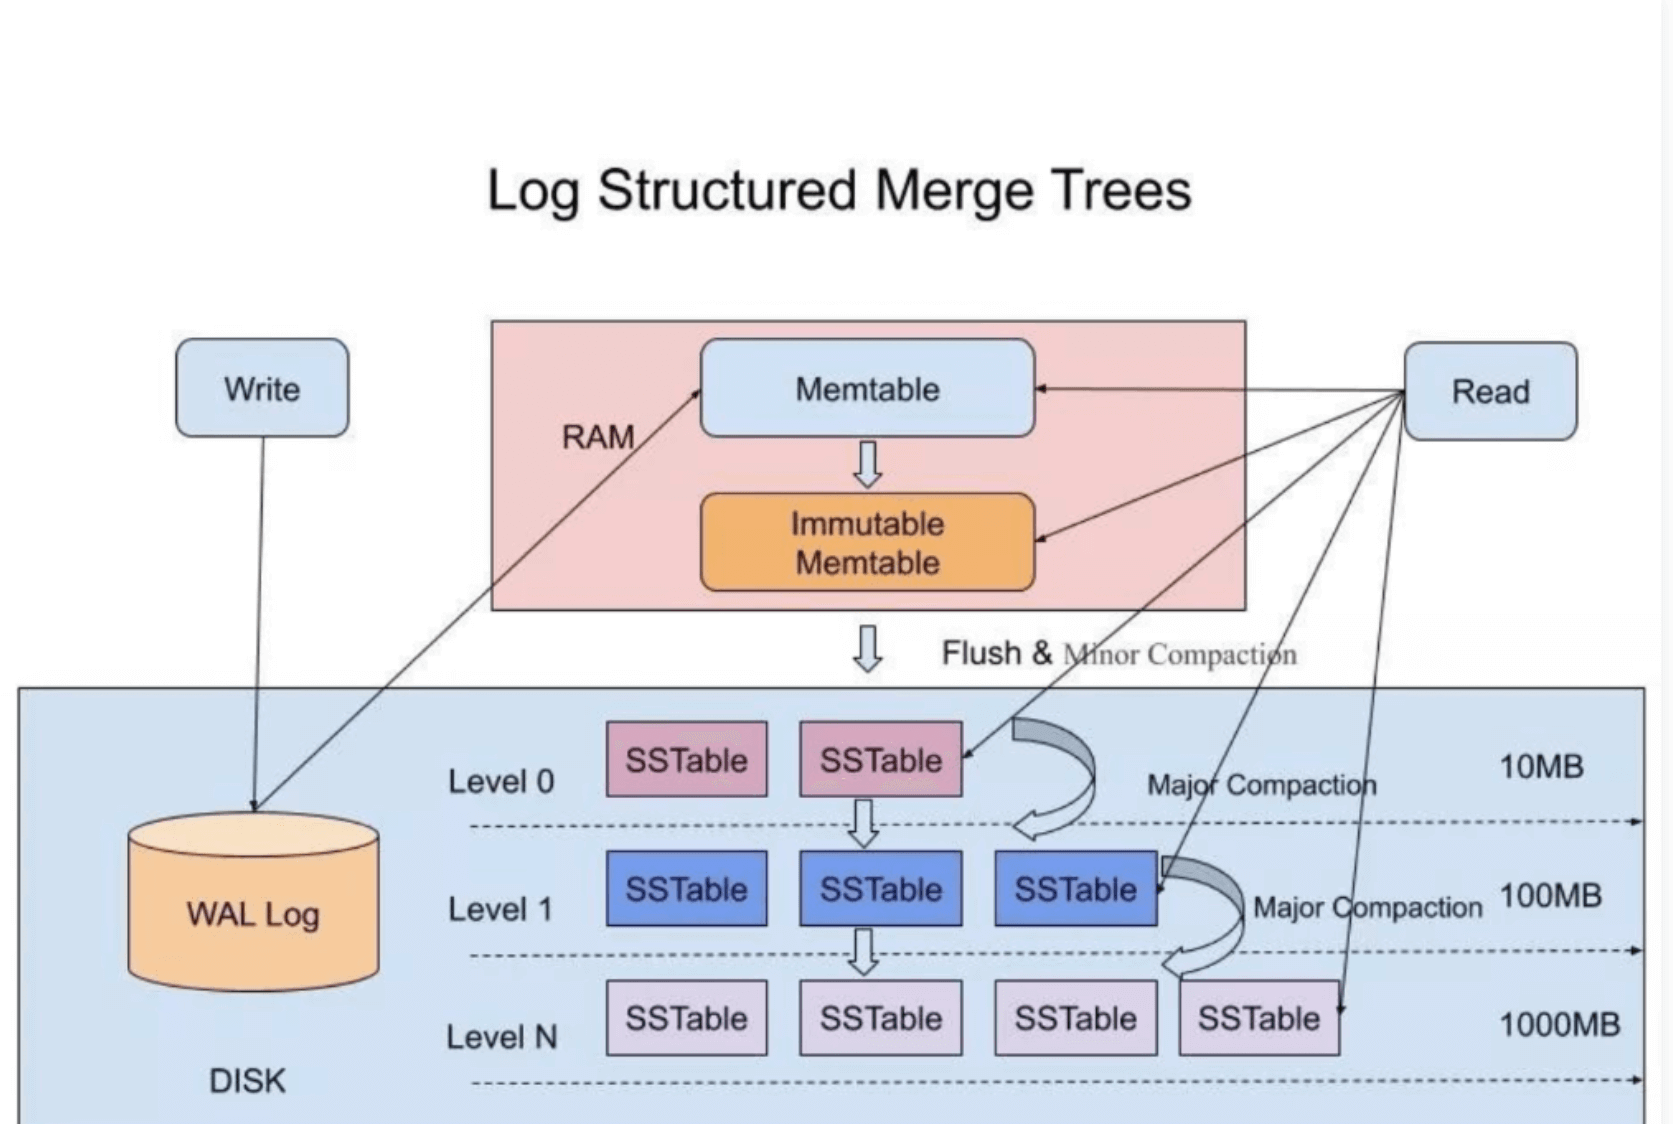 Log Structured Merge Trees
Write
Memtable
Read
RAM
Immutable
Memtable
Flush & Minor Compaction
Level 0
SSTable
SSTable
Major Compaction
10MB
WAL Log
Level 1
SSTable
SSTable
SSTable
Major Compaction
100MB
Level N
SSTable
SSTable
SSTable
SSTable
1000MB
DISK